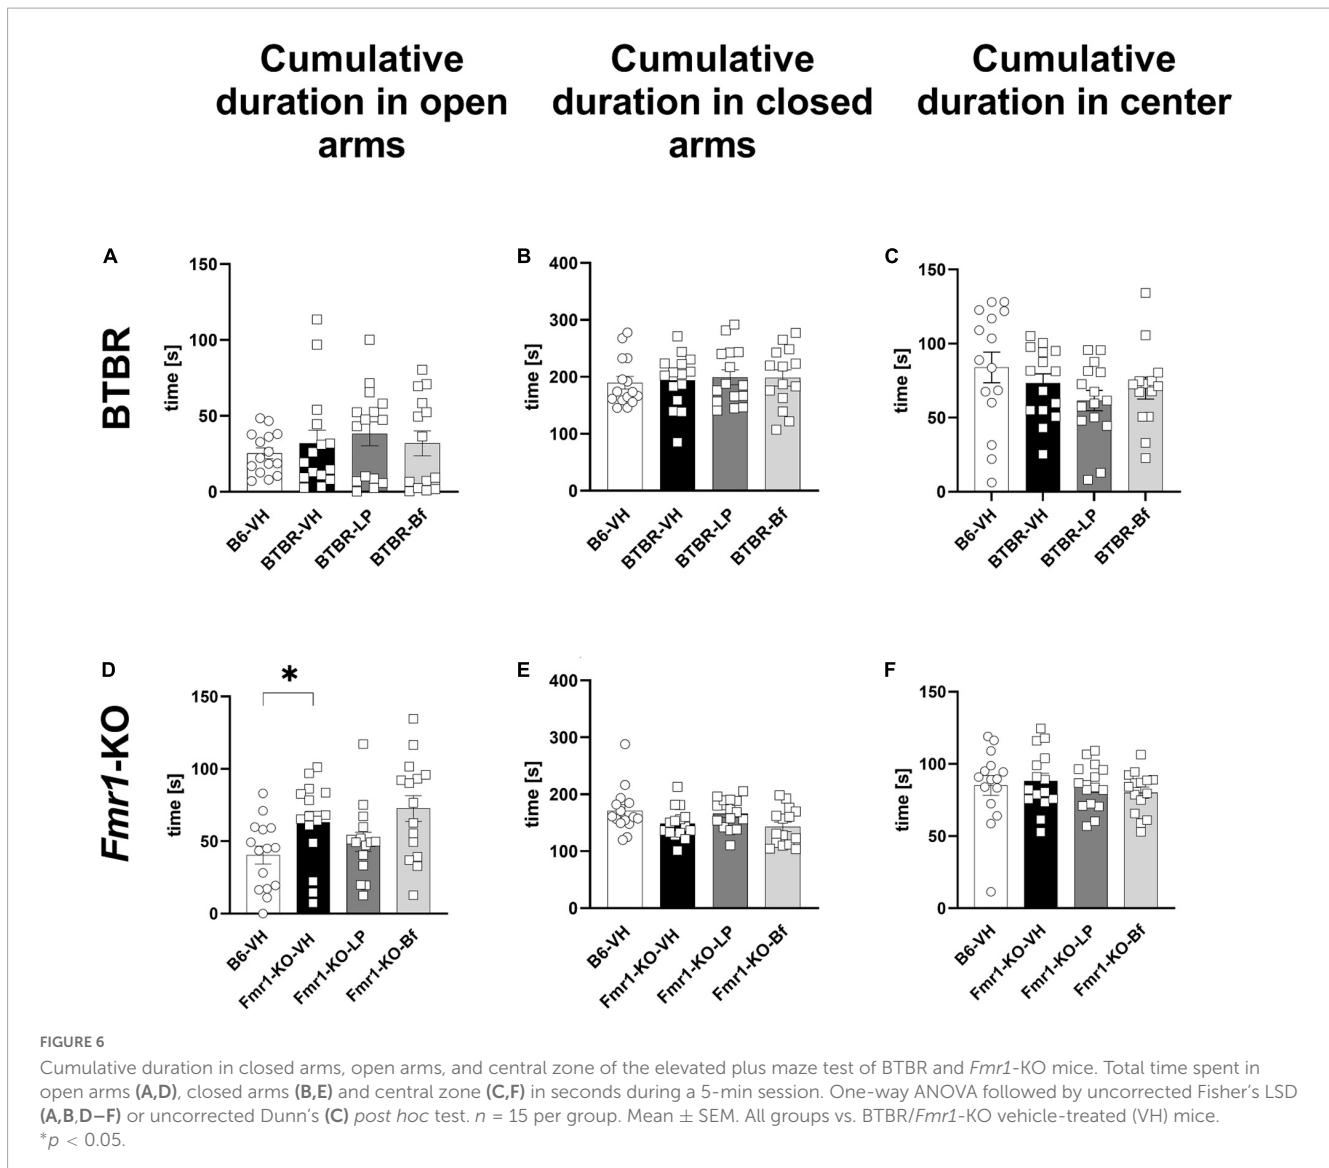 Cumulative duration in open arms
Cumulative duration in closed arms
Cumulative duration in center
BTBR
A
time [s]
150
100
50
0
B6-VH
BTBR-VH
BTBR-LP
BTBR-Bf
B
time [s]
400
300
200
100
0
B6-VH
BTBR-VH
BTBR-LP
BTBR-Bf
C
time [s]
150
100
50
0
B6-VH
BTBR-VH
BTBR-LP
BTBR-Bf
Fmr1-KO
D
*
time [s]
150
100
50
0
B6-VH
Fmr1-KO-VH
Fmr1-KO-LP
Fmr1-KO-Bf
E
time [s]
400
300
200
100
0
B6-VH
Fmr1-KO-VH
Fmr1-KO-LP
Fmr1-KO-Bf
F
time [s]
150
100
50
0
B6-VH
Fmr1-KO-VH
Fmr1-KO-LP
Fmr1-KO-Bf
FIGURE 6
Cumulative duration in closed arms, open arms, and central zone of the elevated plus maze test of BTBR and Fmr1-KO mice. Total time spent in
open arms (A,D), closed arms (B,E) and central zone (C,F) in seconds during a 5-min session. One-way ANOVA followed by uncorrected Fisher's LSD
(A,B,D–F) or uncorrected Dunn's (C) post hoc test. n = 15 per group. Mean ± SEM. All groups vs. BTBR/Fmr1-KO vehicle-treated (VH) mice.
*p < 0.05.